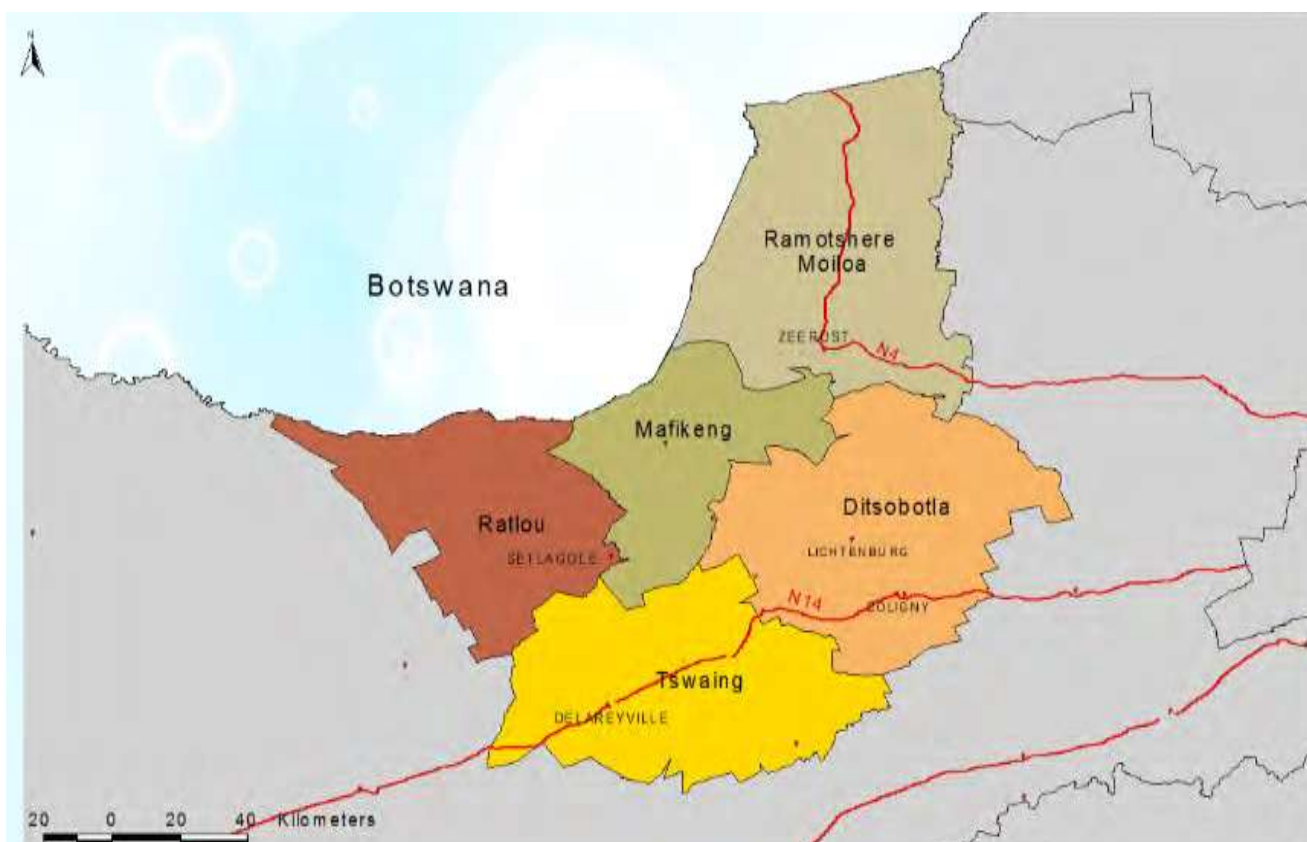 N
Ramotshere
Moiloa
Botswana
ZEERUST
N4
Mafikeng
Ditsobotla
Ratlou
SETLAGOLE
LICHTENBURG
N14
COLIGNY
Tswaing
DELAREYVILLE
20 0 20 40 Kilometers